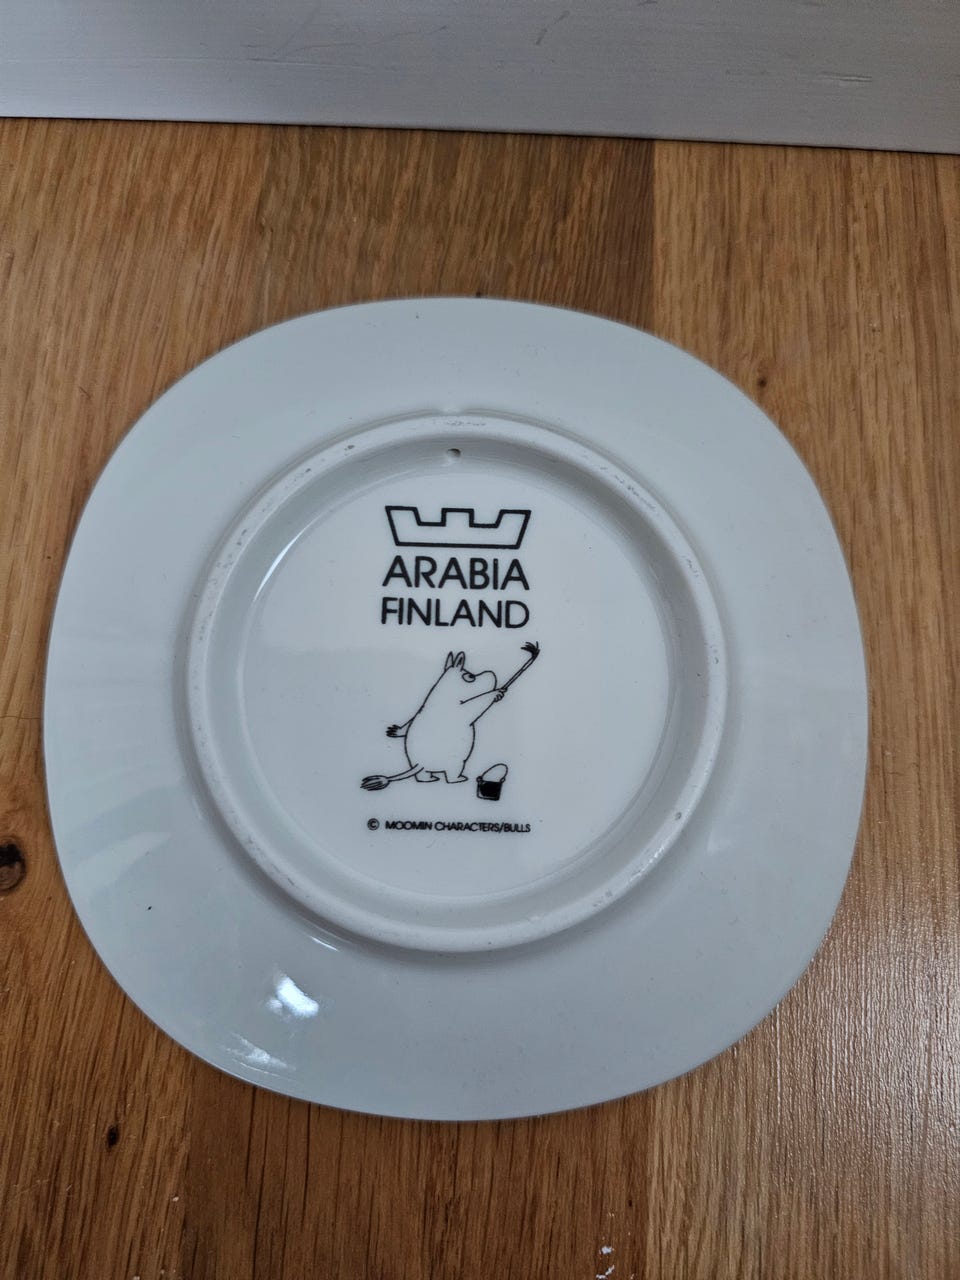 ARABIA
FINLAND
© MOOMIN CHARACTERS/BULLS